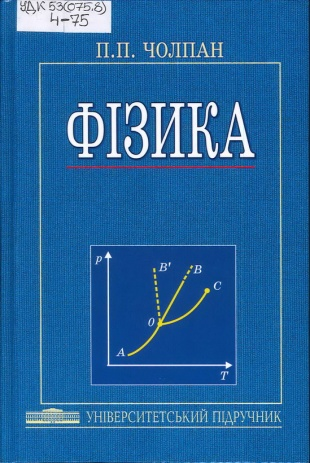 УДК 53(075.8)
Ч-75
П.П. ЧОЛПАН
ФІЗИКА
p
B'
B
C
0
A
T
УНІВЕРСИТЕТСЬКИЙ ПІДРУЧНИК